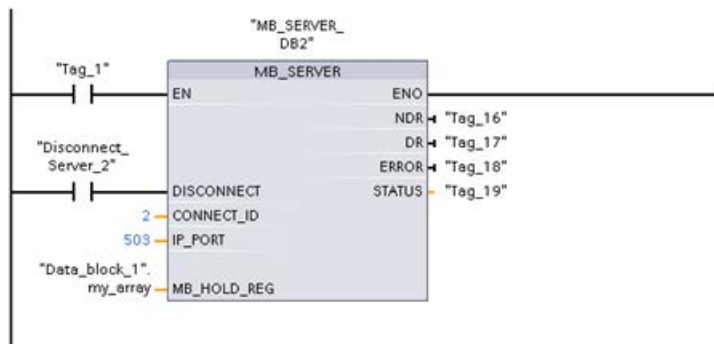 "MB_SERVER_
DB2"
"Tag_1"
MB_SERVER
EN ENO
NDR "Tag_16"
DR "Tag_17"
"Disconnect_
Server_2"
ERROR "Tag_18"
DISCONNECT STATUS "Tag_19"
2 CONNECT_ID
503 IP_PORT
"Data_block_1".
my_array MB_HOLD_REG